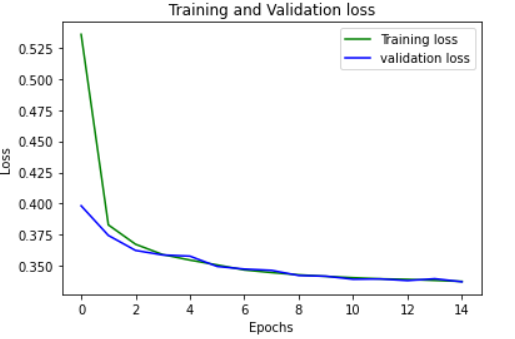 Training and Validation loss
Training loss
validation loss
0.525
0.500
0.475
0.450
0.425
0.400
0.375
0.350
Loss
0 2 4 6 8 10 12 14
Epochs